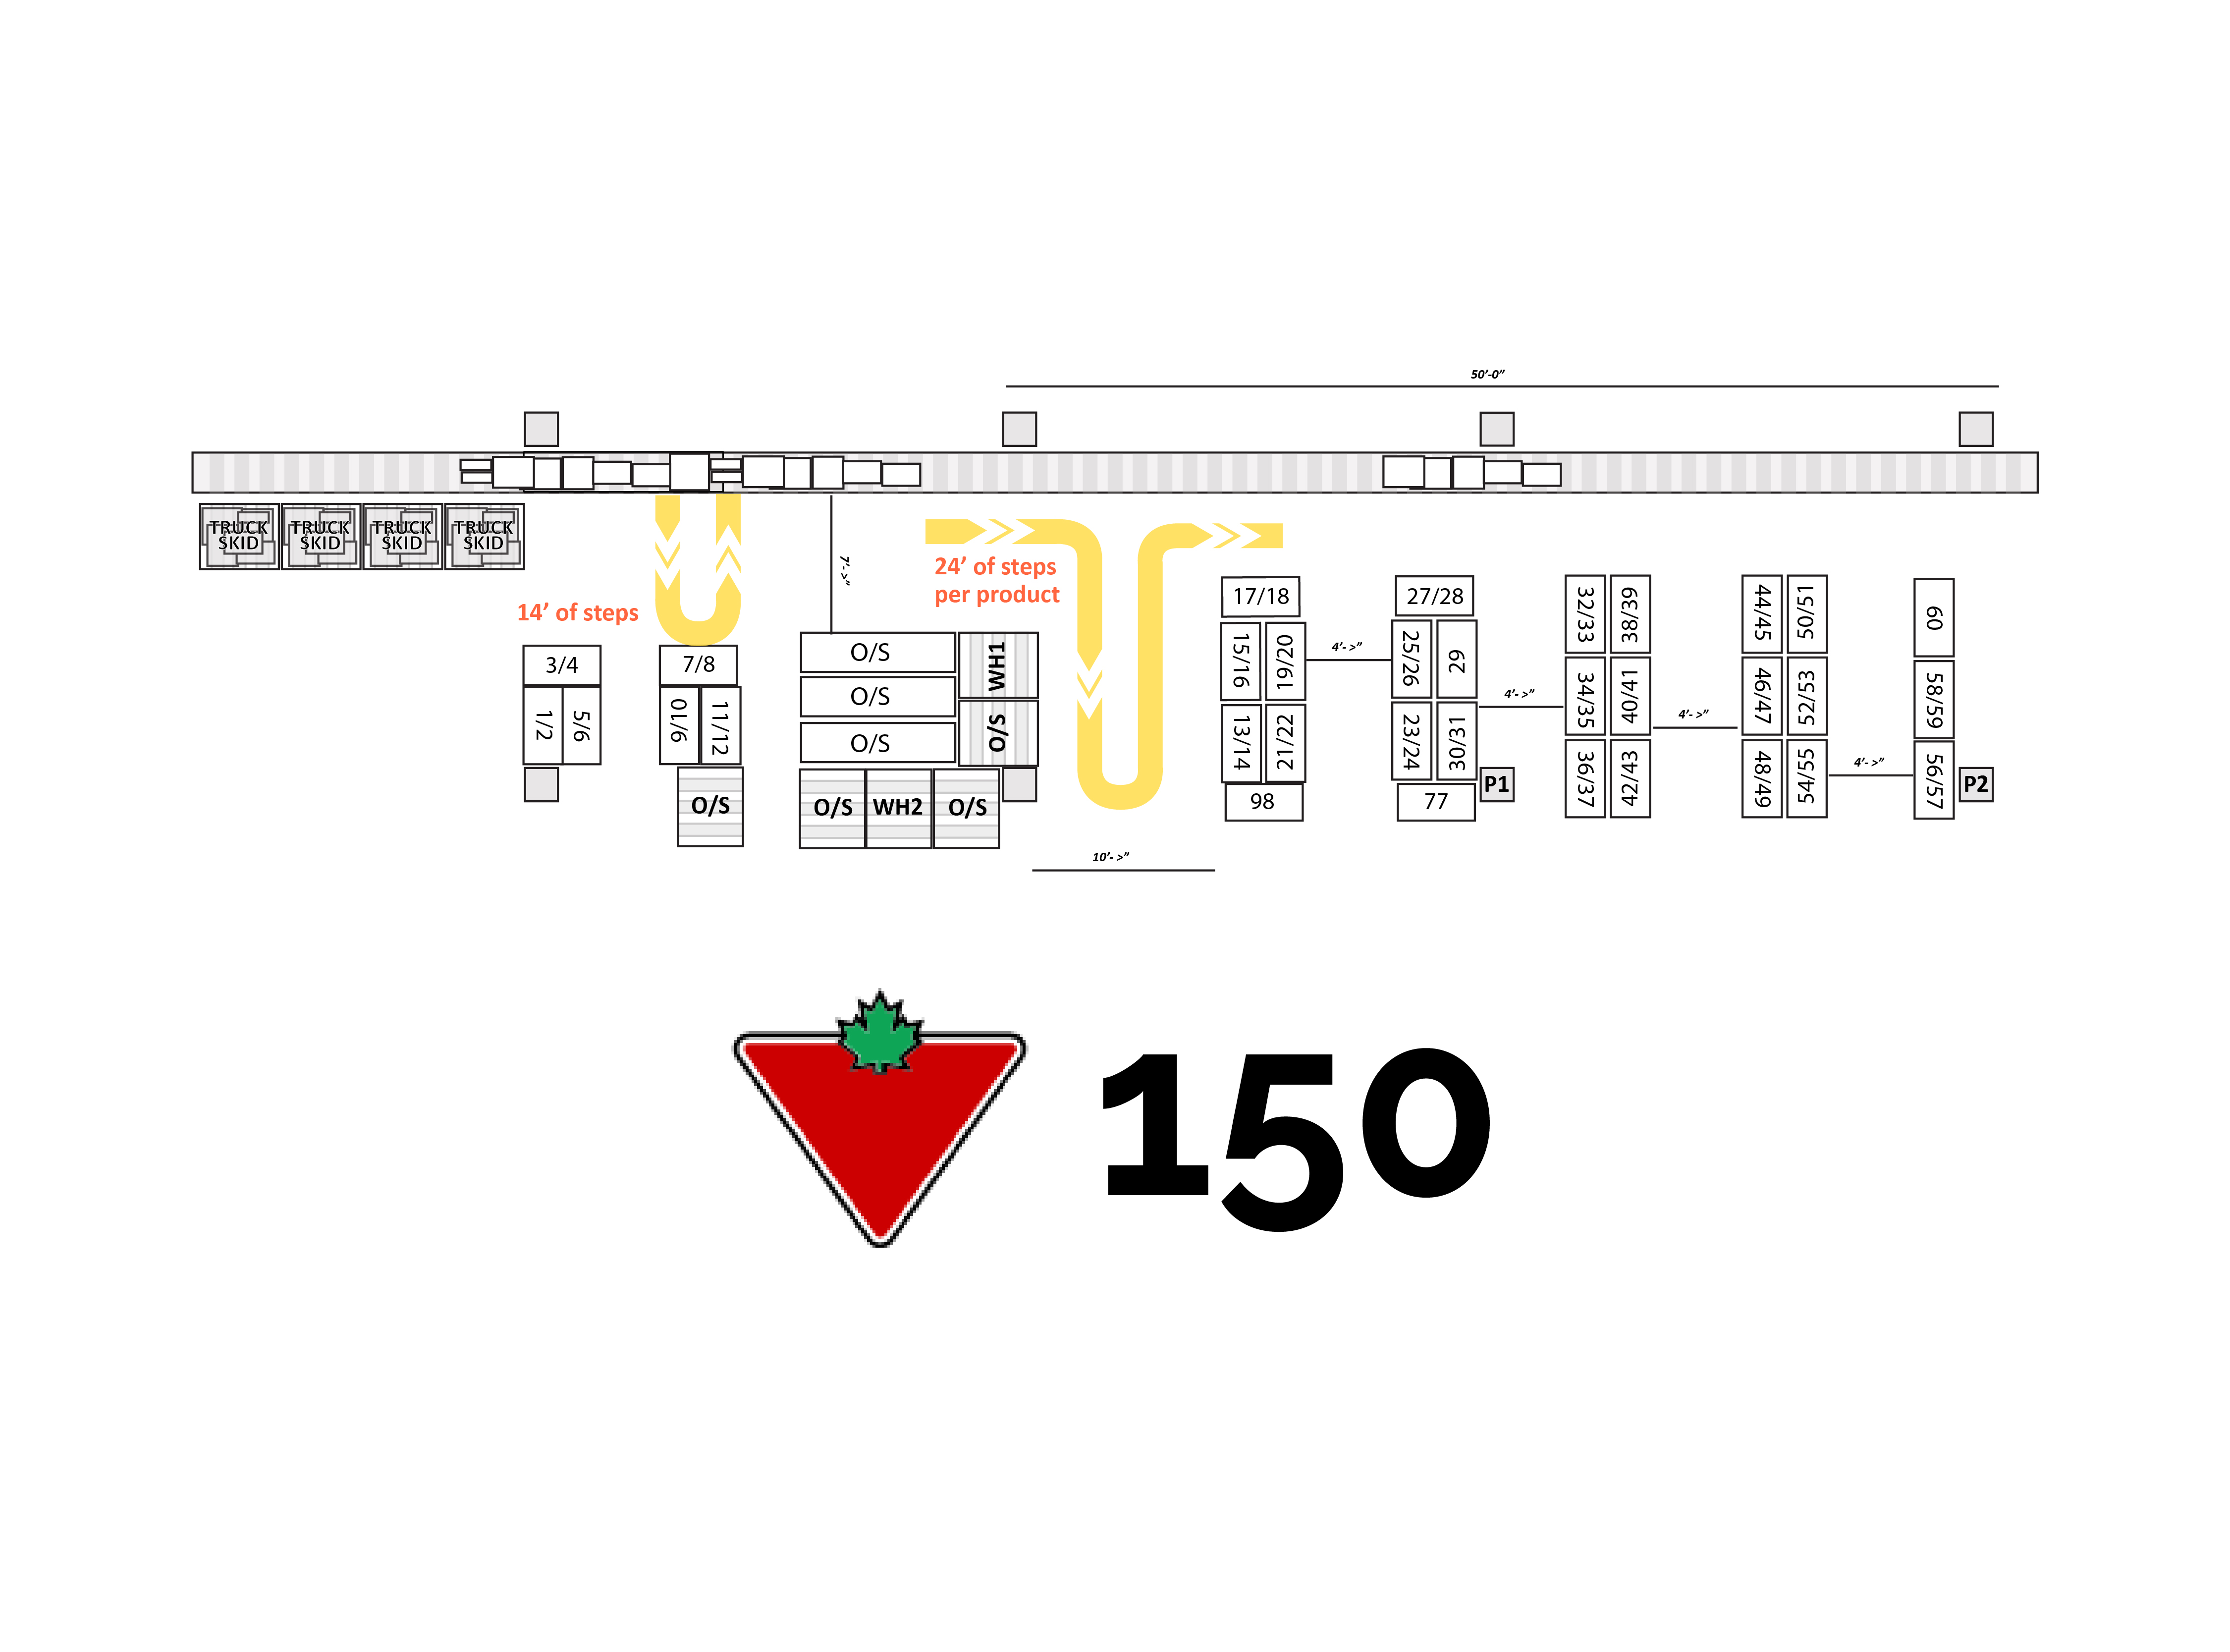 50'-0"
TRUCK
SKID
TRUCK
SKID
TRUCK
SKID
TRUCK
SKID
7'- >"
24' of steps
per product
14' of steps
3/4
1/2
5/6
7/8
9/10
11/12
O/S
O/S
O/S
O/S
WH1
O/S
O/S
WH2
O/S
17/18
15/16
19/20
13/14
21/22
98
4'- >"
27/28
25/26
29
23/24
30/31
77
P1
4'- >"
32/33
38/39
34/35
40/41
36/37
42/43
4'- >"
44/45
50/51
46/47
52/53
48/49
54/55
4'- >"
60
58/59
56/57
P2
10'- >"
150